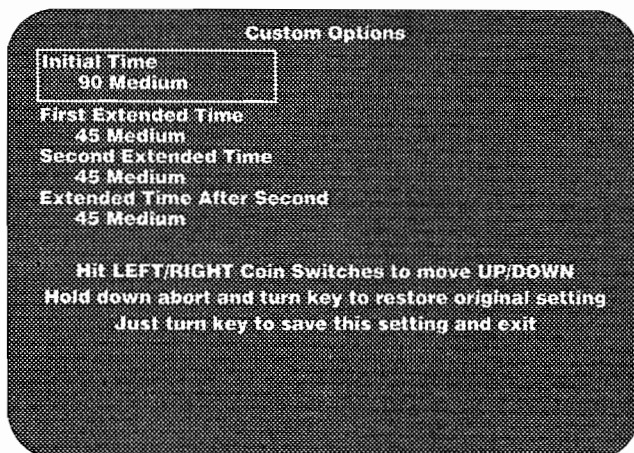 Custom Options
Initial Time
90 Medium
First Extended Time
45 Medium
Second Extended Time
45 Medium
Extended Time After Second
45 Medium
Hit LEFT/RIGHT Coin Switches to move UP/DOWN
Hold down abort and turn key to restore original setting
Just turn key to save this setting and exit